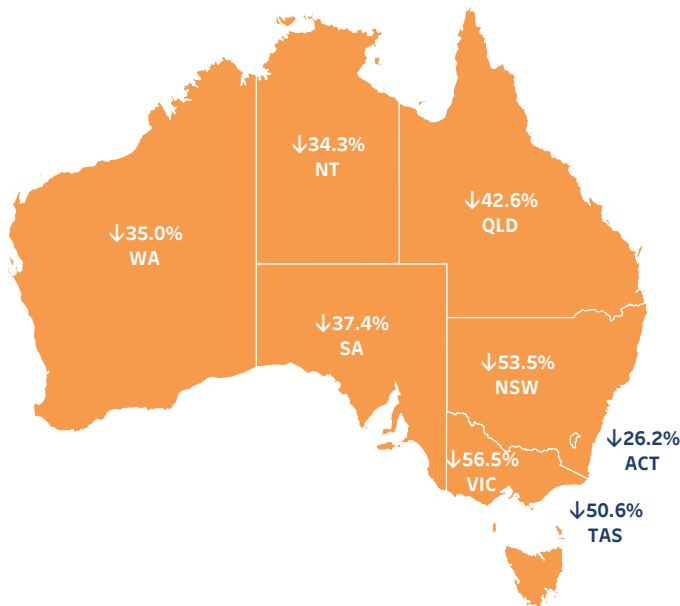 ↓34.3%
NT
↓42.6%
QLD
↓35.0%
WA
↓37.4%
SA
↓53.5%
NSW
↓26.2%
ACT
↓56.5%
VIC
↓50.6%
TAS